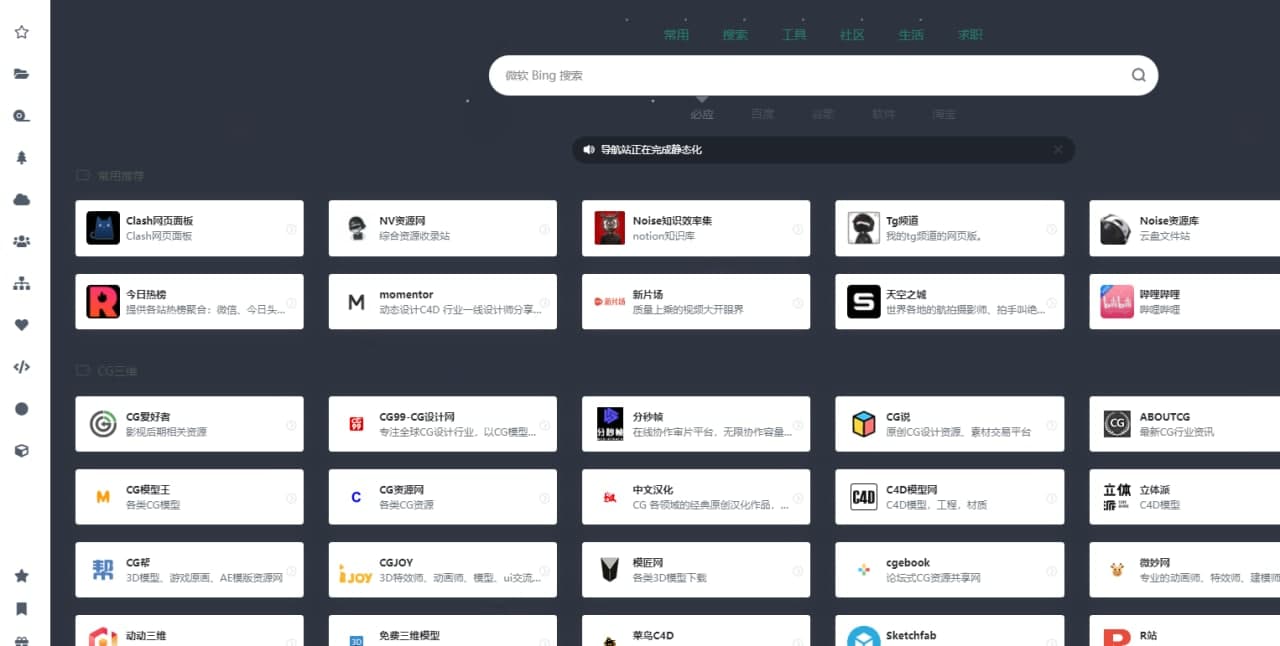 常用 搜索 工具 社区 生活 求职
微软 Bing 搜索
必应 百度 谷歌 软件 淘宝
导航站正在完成静态化
常用推荐
Clash网页面板
Clash网页面板
NV资源网
综合资源收录站
Noise知识效率集
notion知识库
Tg频道
我的tg频道的网页版。
Noise资源库
云盘文件站
今日热榜
提供各站热榜聚合：微信、今日头...
M
momentor
动态设计C4D 行业一线设计师分享...
新片场
新片场
质量上乘的视频大开眼界
S
天空之城
世界各地的航拍摄影师、拍手叫绝...
bilibili
哔哩哔哩
哔哩哔哩
CG三维
CG爱好者
影视后期相关资源
CG99-CG设计网
专注全球CG设计行业，以CG模型...
分秒帧
分秒帧
在线协作审片平台，无限协作容量...
CG说
原创CG设计资源、素材交易平台
CG
ABOUTCG
最新CG行业资讯
M
CG模型王
各类CG模型
C
CG资源网
各类CG资源
中文汉化
CG 各领域的经典原创汉化作品，...
C4D
C4D模型网
C4D模型，工程，材质
立体派
立体派
C4D模型
帮
CG帮
3D模型、游戏原画、AE模版资源网
JOY
CGJOY
3D特效师、动画师、模型、ui交流...
模匠网
各类3D模型下载
cgebook
论坛式CG资源共享网
微妙网
专业的动画师、特效师、建模师
动动三维
3D
免费三维模型
菜鸟C4D
Sketchfab
R站